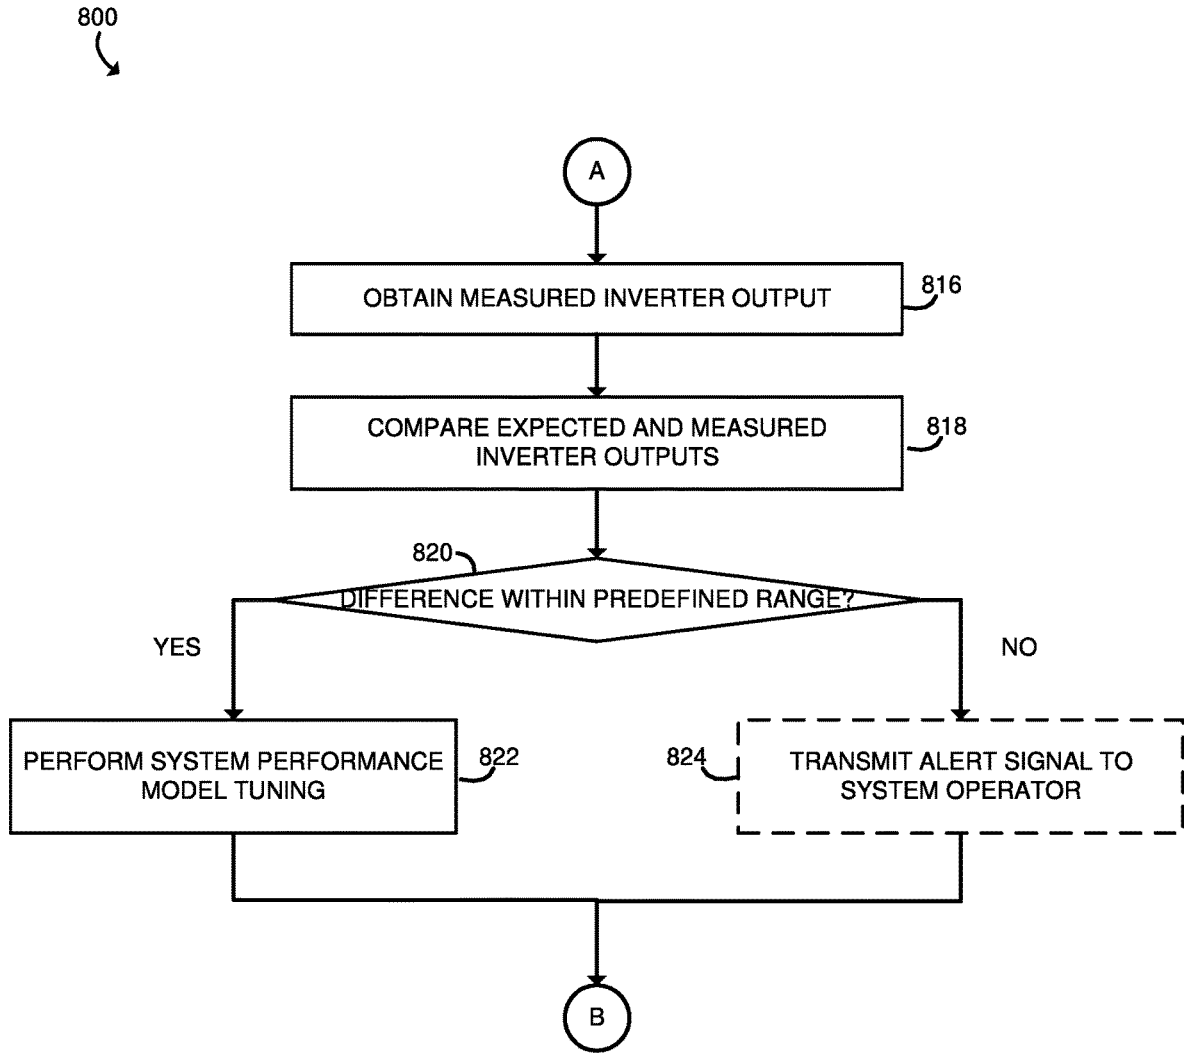 800
A
OBTAIN MEASURED INVERTER OUTPUT
816
COMPARE EXPECTED AND MEASURED
INVERTER OUTPUTS
818
820
DIFFERENCE WITHIN PREDEFINED RANGE?
YES
NO
PERFORM SYSTEM PERFORMANCE
MODEL TUNING
822
824
TRANSMIT ALERT SIGNAL TO
SYSTEM OPERATOR
B